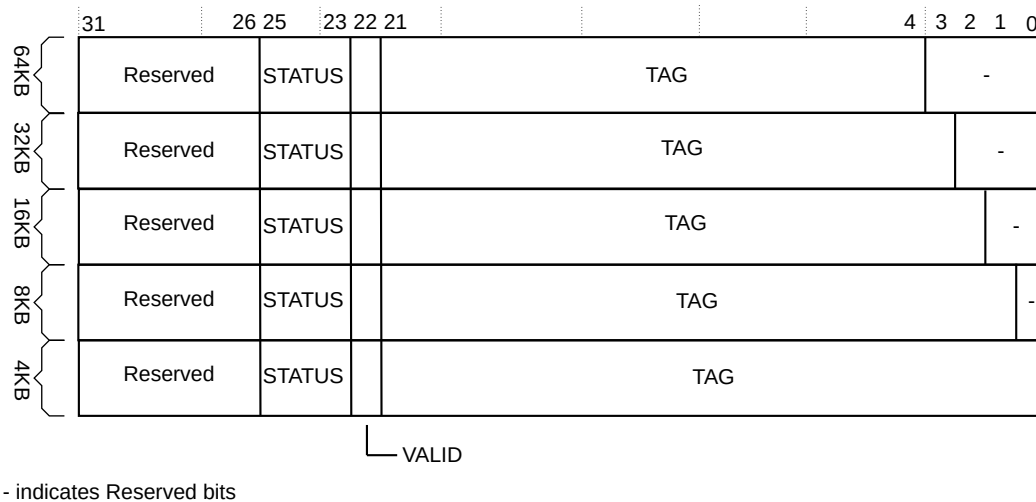 31 26 25 23 22 21 4 3 2 1 0
64KB Reserved STATUS TAG -
32KB Reserved STATUS TAG -
16KB Reserved STATUS TAG -
8KB Reserved STATUS TAG -
4KB Reserved STATUS TAG
VALID
- indicates Reserved bits